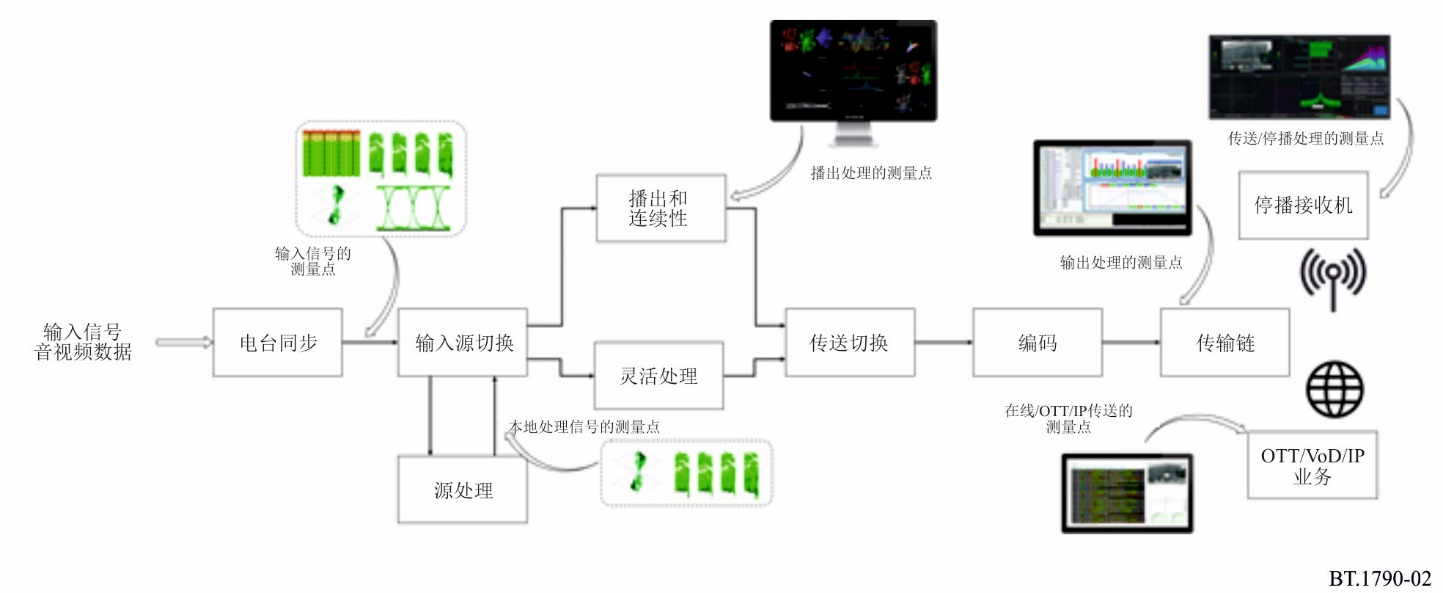 传送/停播处理的测量点
播出处理的测量点
播出和
连续性
停播接收机
输入信号的
测量点
输出处理的测量点
输入信号
音视频数据
电台同步
输入源切换
灵活处理
传送切换
编码
传输链
在线/OTT/IP传送的
测量点
本地处理信号的测量点
OTT/VoD/IP
业务
源处理
BT.1790-02